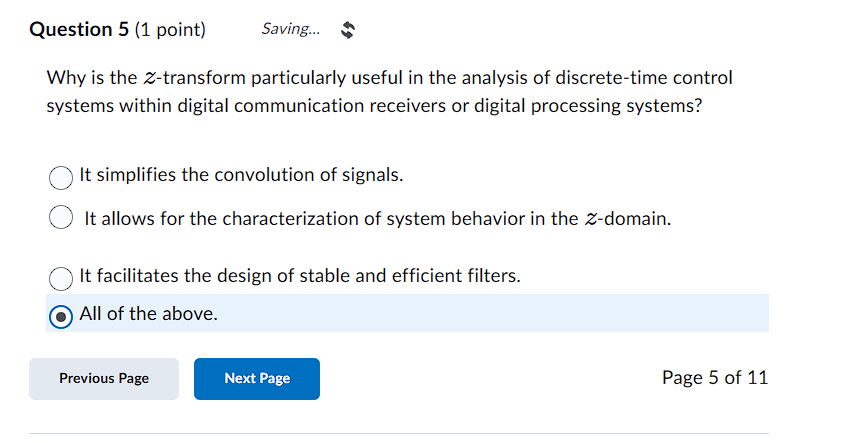 Question 5 (1 point) Saving...
Why is the z-transform particularly useful in the analysis of discrete-time control
systems within digital communication receivers or digital processing systems?
It simplifies the convolution of signals.
It allows for the characterization of system behavior in the z-domain.
It facilitates the design of stable and efficient filters.
All of the above.
Previous Page Next Page Page 5 of 11